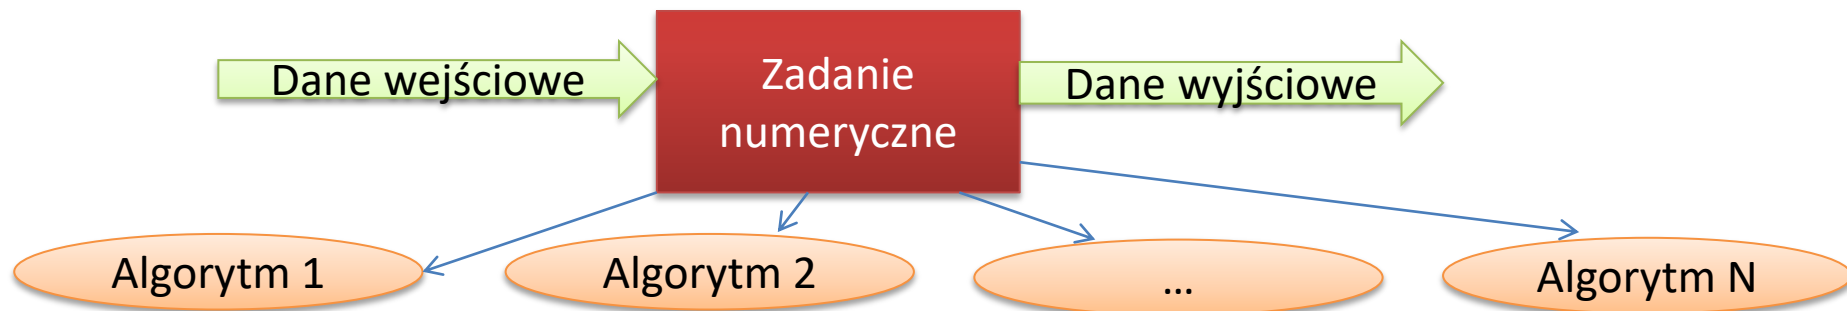 Dane wejściowe
Zadanie
numeryczne
Dane wyjściowe
Algorytm 1
Algorytm 2
...
Algorytm N